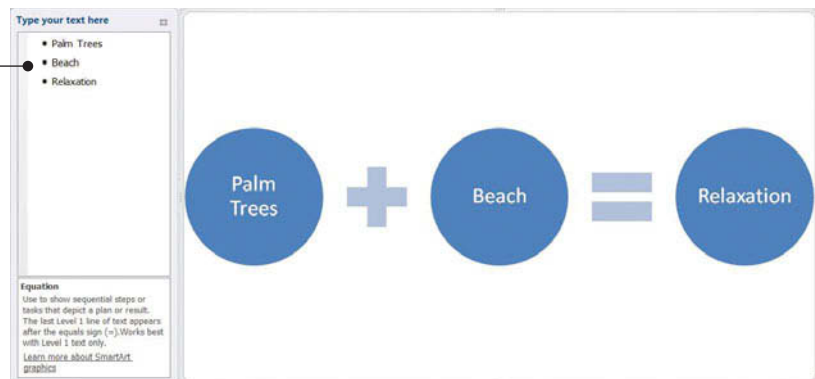 Type your text here
Palm Trees
Beach
Relaxation
Equation
Use to show sequential steps or
tasks that depict a plan or result.
The last Level 1 line of text appears
after the equals sign (=).Works best
with Level 1 text only.
Learn more about SmartArt
graphics
Palm
Trees
+
Beach
=
Relaxation